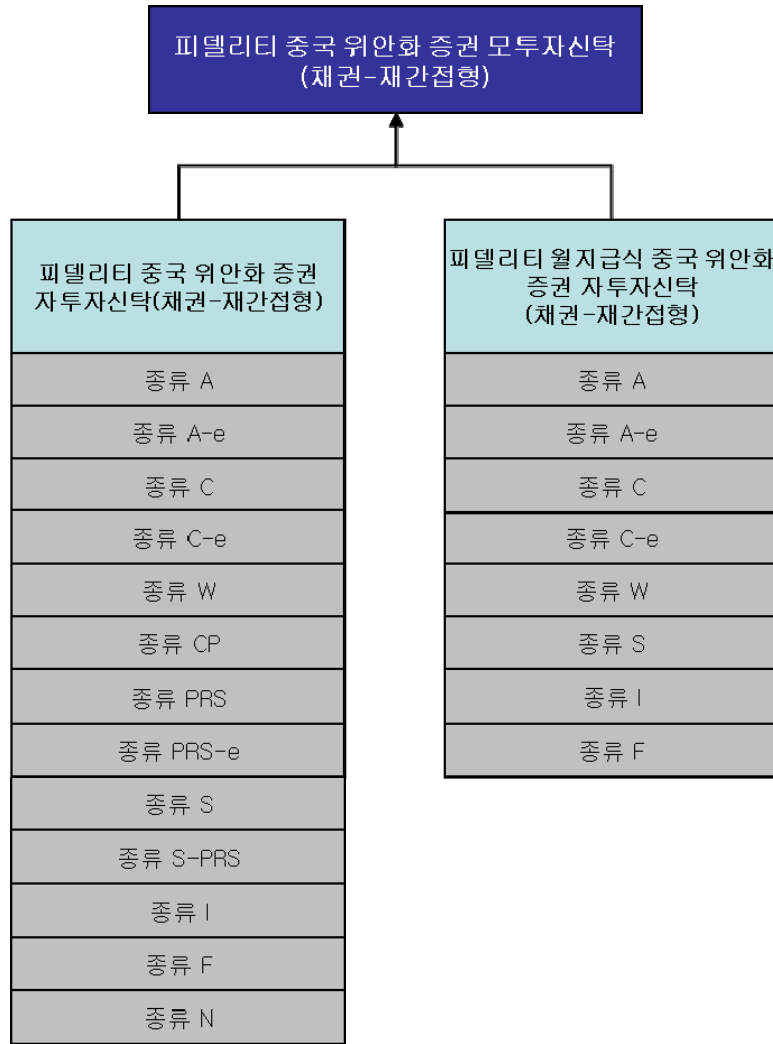 피델리티 중국 위안화 증권 모투자신탁
(채권-재간접형)
피델리티 중국 위안화 증권
자투자신탁(채권-재간접형)
종류 A
종류 A-e
종류 C
종류 C-e
종류 W
종류 CP
종류 PRS
종류 PRS-e
종류 S
종류 S-PRS
종류 I
종류 F
종류 N
피델리티 월지급식 중국 위안화
증권 자투자신탁
(채권-재간접형)
종류 A
종류 A-e
종류 C
종류 C-e
종류 W
종류 S
종류 I
종류 F